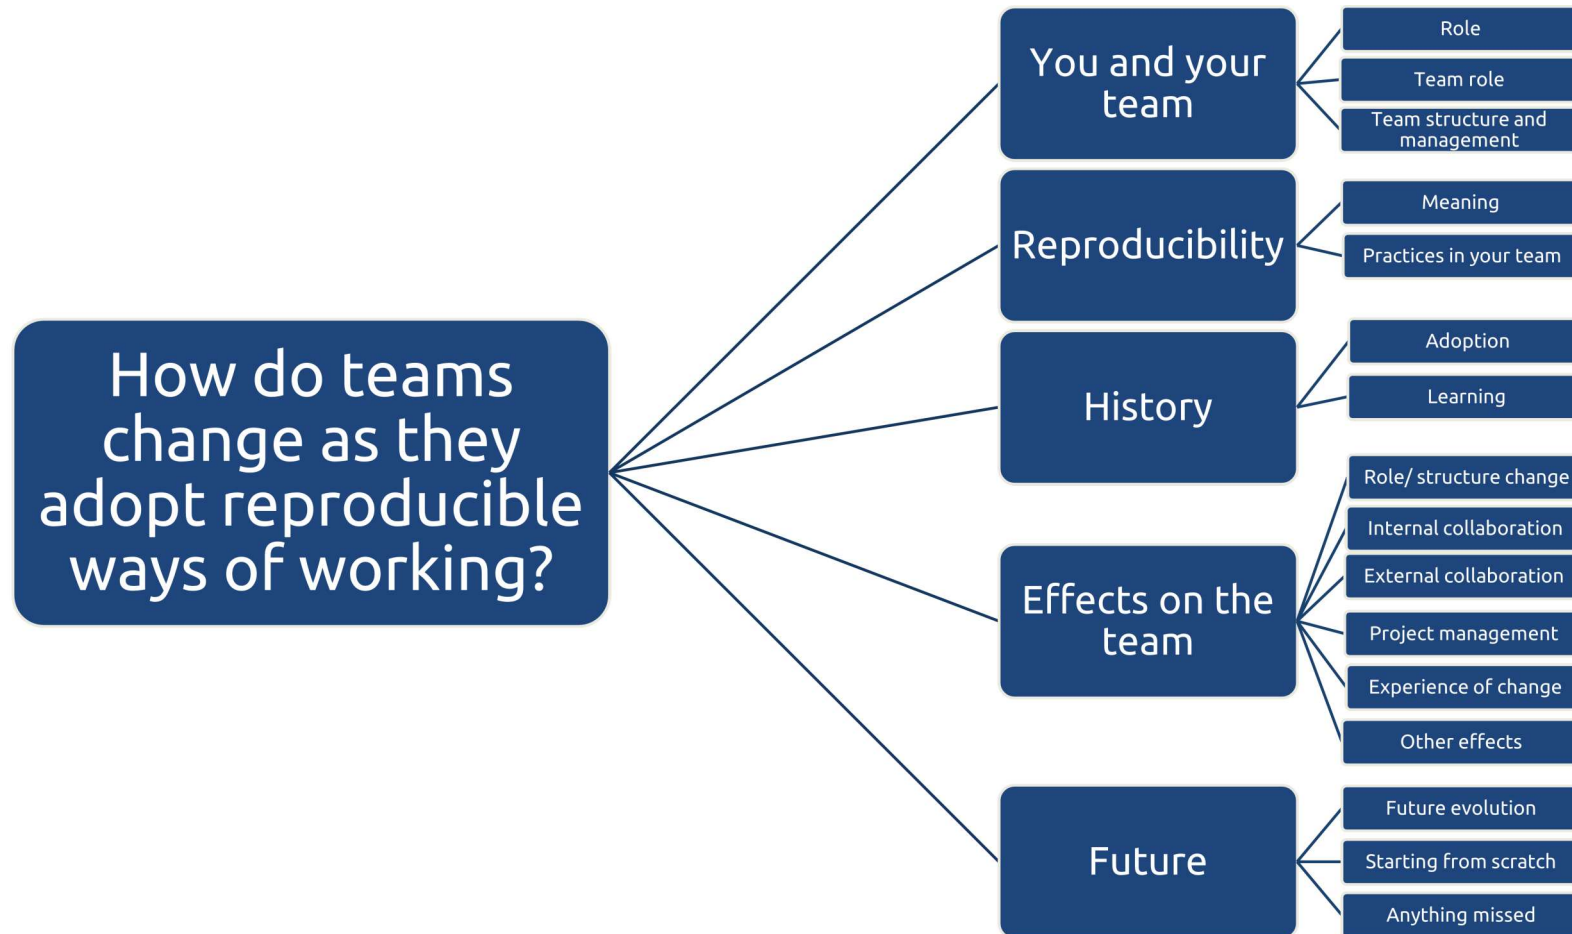 How do teams
change as they
adopt reproducible
ways of working?
You and your
team
Role
Team role
Team structure and
management
Reproducibility
Meaning
Practices in your team
History
Adoption
Learning
Effects on the
team
Role/ structure change
Internal collaboration
External collaboration
Project management
Experience of change
Other effects
Future
Future evolution
Starting from scratch
Anything missed